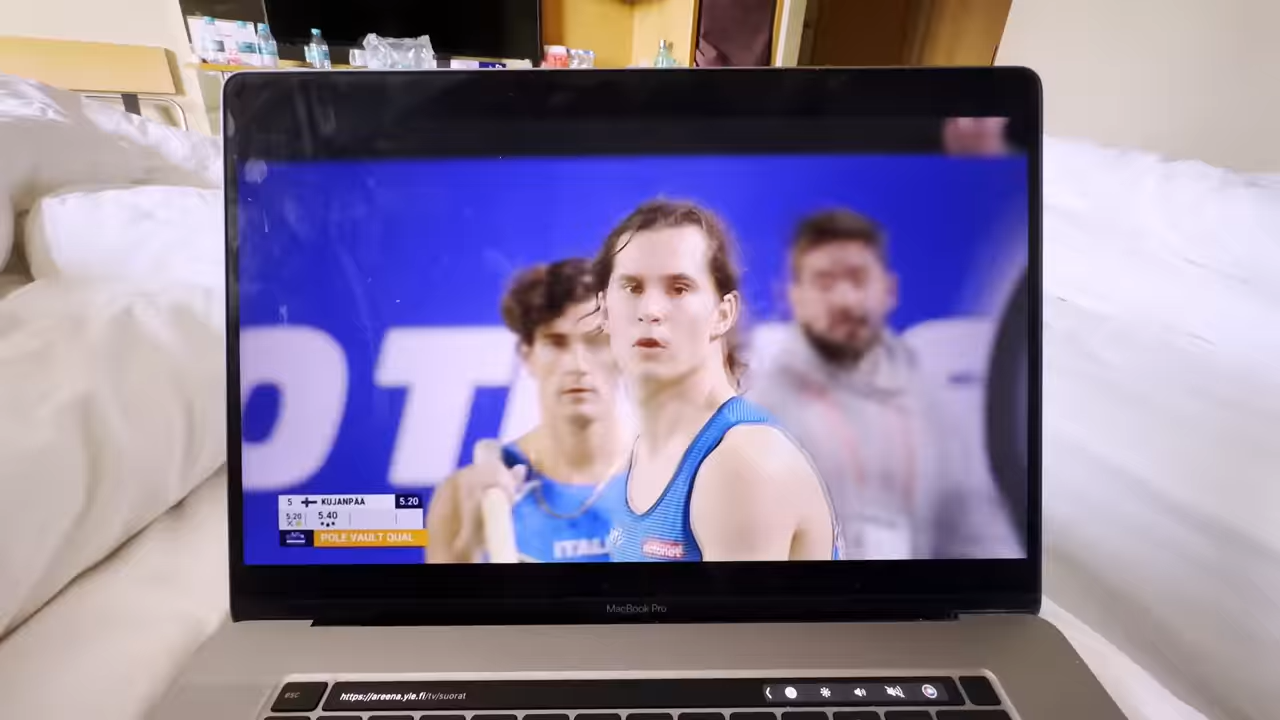 OT
5 KUJANPÄÄ 5.20
5.20 5.40
POLE VAULT QUAL
ITAL
MacBook Pro
esc https://areena.yle.fi/tv/suorat